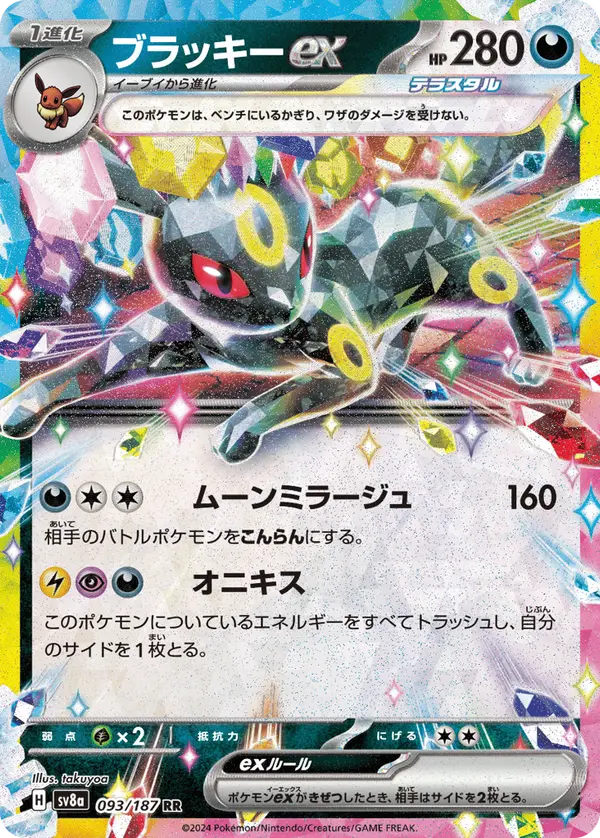 1進化
ブラッキーex
HP 280
イーブイから進化
テラスタル
このポケモンは、ベンチにいるかぎり、ワザのダメージを受けない。
ムーンミラージュ 160
相手のバトルポケモンをこんらんにする。
オニキス
このポケモンについているエネルギーをすべてトラッシュし、自分
のサイドを1枚とる。
弱点 ×2 抵抗力 にげる
Illus. takuyoa
exルール
ポケモンexがきぜつしたとき、相手はサイドを2枚とる。
H sv8a 093/187 RR
©2024 Pokémon/Nintendo/Creatures/GAME FREAK.